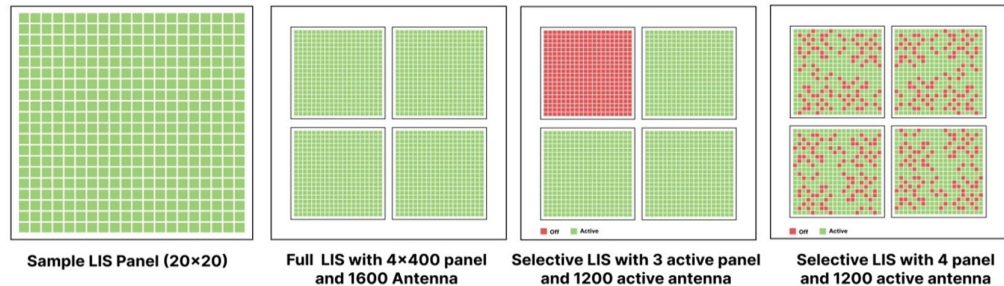 Off Active
Off Active
Sample LIS Panel (20×20)
Full LIS with 4×400 panel
and 1600 Antenna
Selective LIS with 3 active panel
and 1200 active antenna
Selective LIS with 4 panel
and 1200 active antenna